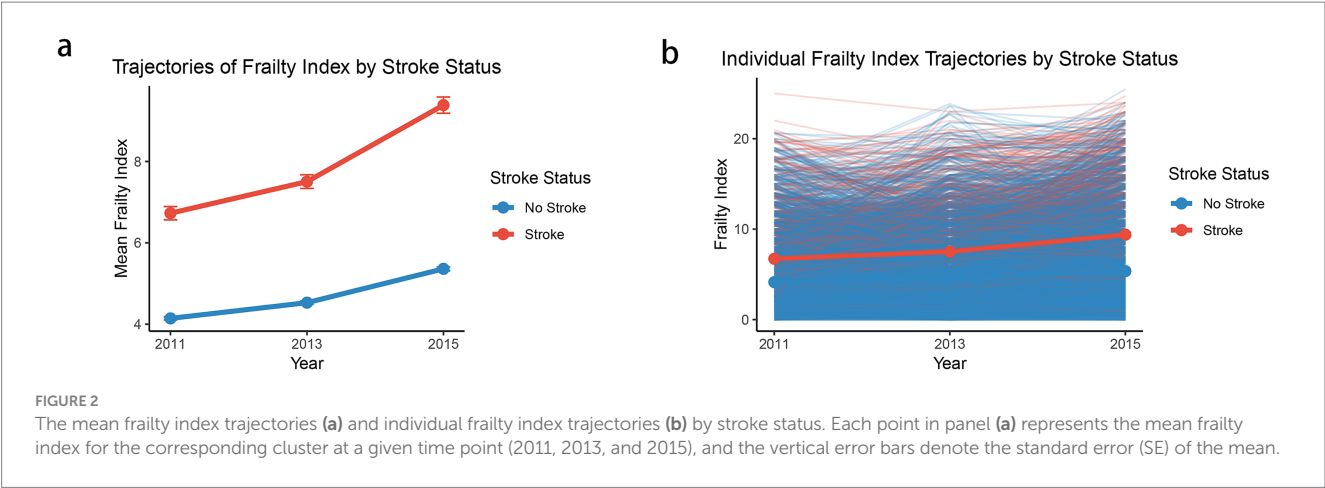 a
Trajectories of Frailty Index by Stroke Status
Mean Frailty Index
8
6
4
2011
2013
2015
Year
Stroke Status
No Stroke
Stroke
b
Individual Frailty Index Trajectories by Stroke Status
Frailty Index
20
10
0
2011
2013
2015
Year
Stroke Status
No Stroke
Stroke
FIGURE 2
The mean frailty index trajectories (a) and individual frailty index trajectories (b) by stroke status. Each point in panel (a) represents the mean frailty
index for the corresponding cluster at a given time point (2011, 2013, and 2015), and the vertical error bars denote the standard error (SE) of the mean.